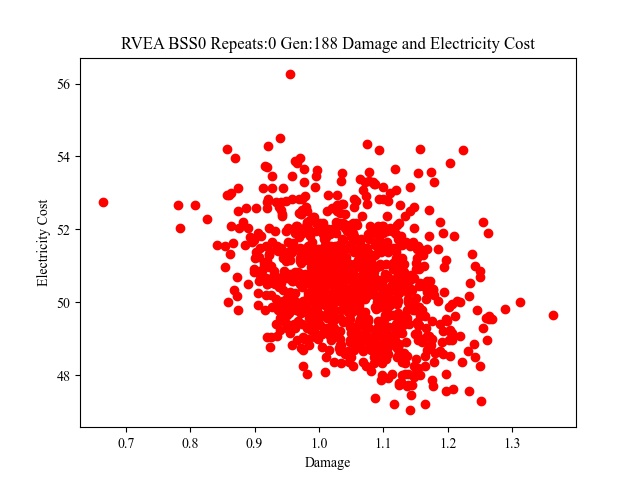 RVEA BSS0 Repeats:0 Gen:188 Damage and Electricity Cost
56
54
52
50
48
Electricity Cost
0.7 0.8 0.9 1.0 1.1 1.2 1.3
Damage